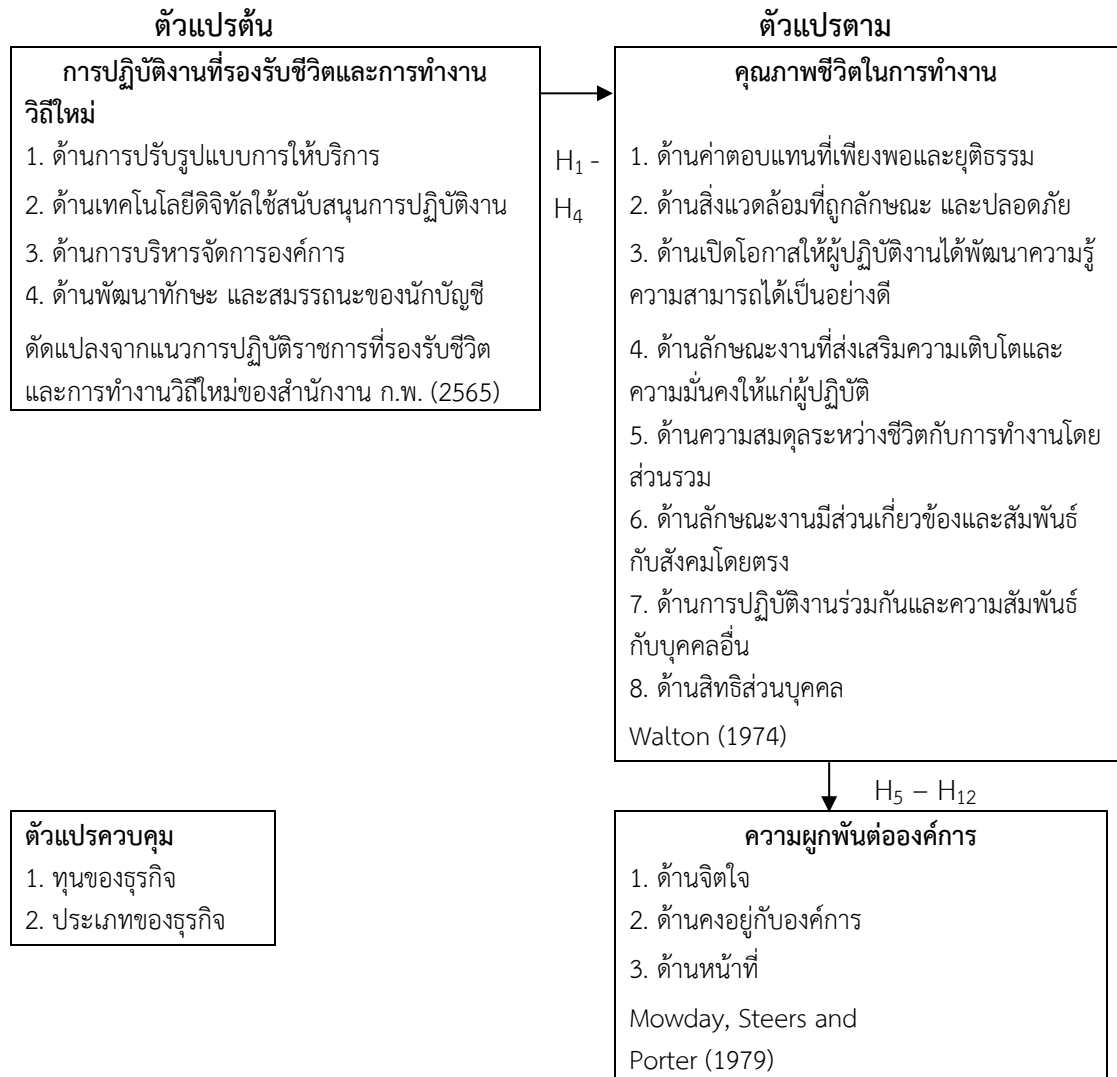 ตัวแปรต้น
การปฏิบัติงานที่รองรับชีวิตและการทำงาน
วิถีใหม่
1. ด้านการปรับรูปแบบการให้บริการ
2. ด้านเทคโนโลยีดิจิทัลใช้สนับสนุนการปฏิบัติงาน
3. ด้านการบริหารจัดการองค์การ
4. ด้านพัฒนาทักษะ และสมรรถนะของนักบัญชี
ดัดแปลงจากแนวการปฏิบัติราชการที่รองรับชีวิต
และการทำงานวิถีใหม่ของสำนักงาน ก.พ. (2565)
H1 -
H4
ตัวแปรตาม
คุณภาพชีวิตในการทำงาน
1. ด้านค่าตอบแทนที่เพียงพอและยุติธรรม
2. ด้านสิ่งแวดล้อมที่ถูกลักษณะ และปลอดภัย
3. ด้านเปิดโอกาสให้ผู้ปฏิบัติงานได้พัฒนาความรู้
ความสามารถได้เป็นอย่างดี
4. ด้านลักษณะงานที่ส่งเสริมความเติบโตและ
ความมั่นคงให้แก่ผู้ปฏิบัติ
5. ด้านความสมดุลระหว่างชีวิตกับการทำงานโดย
ส่วนรวม
6. ด้านลักษณะงานมีส่วนเกี่ยวข้องและสัมพันธ์
กับสังคมโดยตรง
7. ด้านการปฏิบัติงานร่วมกันและความสัมพันธ์
กับบุคคลอื่น
8. ด้านสิทธิส่วนบุคคล
Walton (1974)
H5 – H12
ตัวแปรควบคุม
1. ทุนของธุรกิจ
2. ประเภทของธุรกิจ
ความผูกพันต่อองค์การ
1. ด้านจิตใจ
2. ด้านคงอยู่กับองค์การ
3. ด้านหน้าที่
Mowday, Steers and
Porter (1979)